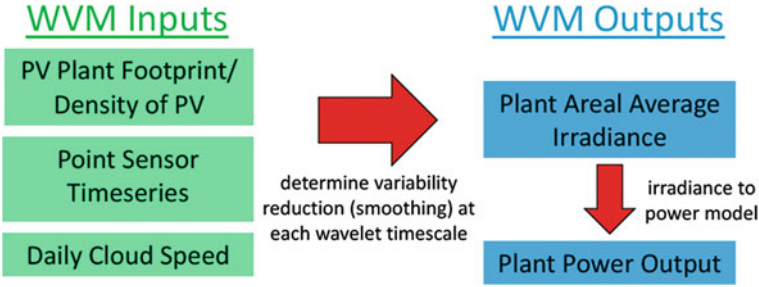 WVM Inputs
PV Plant Footprint/
Density of PV
Point Sensor
Timeseries
Daily Cloud Speed
determine variability
reduction (smoothing) at
each wavelet timescale
WVM Outputs
Plant Areal Average
Irradiance
irradiance to
power model
Plant Power Output